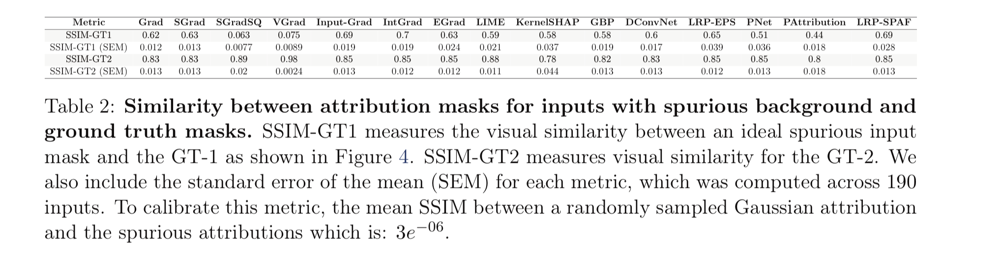 Metric Grad SGrad SGradSQ VGrad Input-Grad IntGrad EGrad LIME KernelSHAP GBP DConvNet LRP-EPS PNet PAttribution LRP-SPAF
SSIM-GT1 0.62 0.63 0.063 0.075 0.69 0.7 0.63 0.59 0.58 0.58 0.6 0.65 0.51 0.44 0.69
SSIM-GT1 (SEM) 0.012 0.013 0.0077 0.0089 0.019 0.019 0.024 0.021 0.037 0.019 0.017 0.039 0.036 0.018 0.028
SSIM-GT2 0.83 0.83 0.89 0.98 0.85 0.85 0.85 0.88 0.78 0.82 0.83 0.85 0.85 0.8 0.85
SSIM-GT2 (SEM) 0.013 0.013 0.02 0.0024 0.013 0.012 0.012 0.011 0.044 0.013 0.013 0.012 0.013 0.018 0.013
Table 2: Similarity between attribution masks for inputs with spurious background and
ground truth masks. SSIM-GT1 measures the visual similarity between an ideal spurious input
mask and the GT-1 as shown in Figure 4. SSIM-GT2 measures visual similarity for the GT-2. We
also include the standard error of the mean (SEM) for each metric, which was computed across 190
inputs. To calibrate this metric, the mean SSIM between a randomly sampled Gaussian attribution
and the spurious attributions which is: 3e⁻⁰⁶.